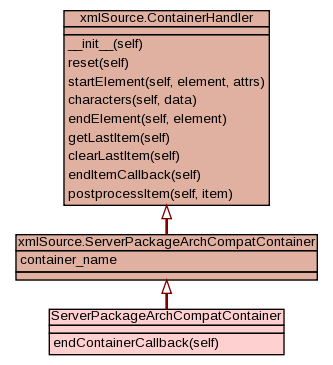 xmlSource.ContainerHandler
__init__(self)
reset(self)
startElement(self, element, attrs)
characters(self, data)
endElement(self, element)
getLastItem(self)
clearLastItem(self)
endItemCallback(self)
postprocessItem(self, item)
xmlSource.ServerPackageArchCompatContainer
container_name
ServerPackageArchCompatContainer
endContainerCallback(self)